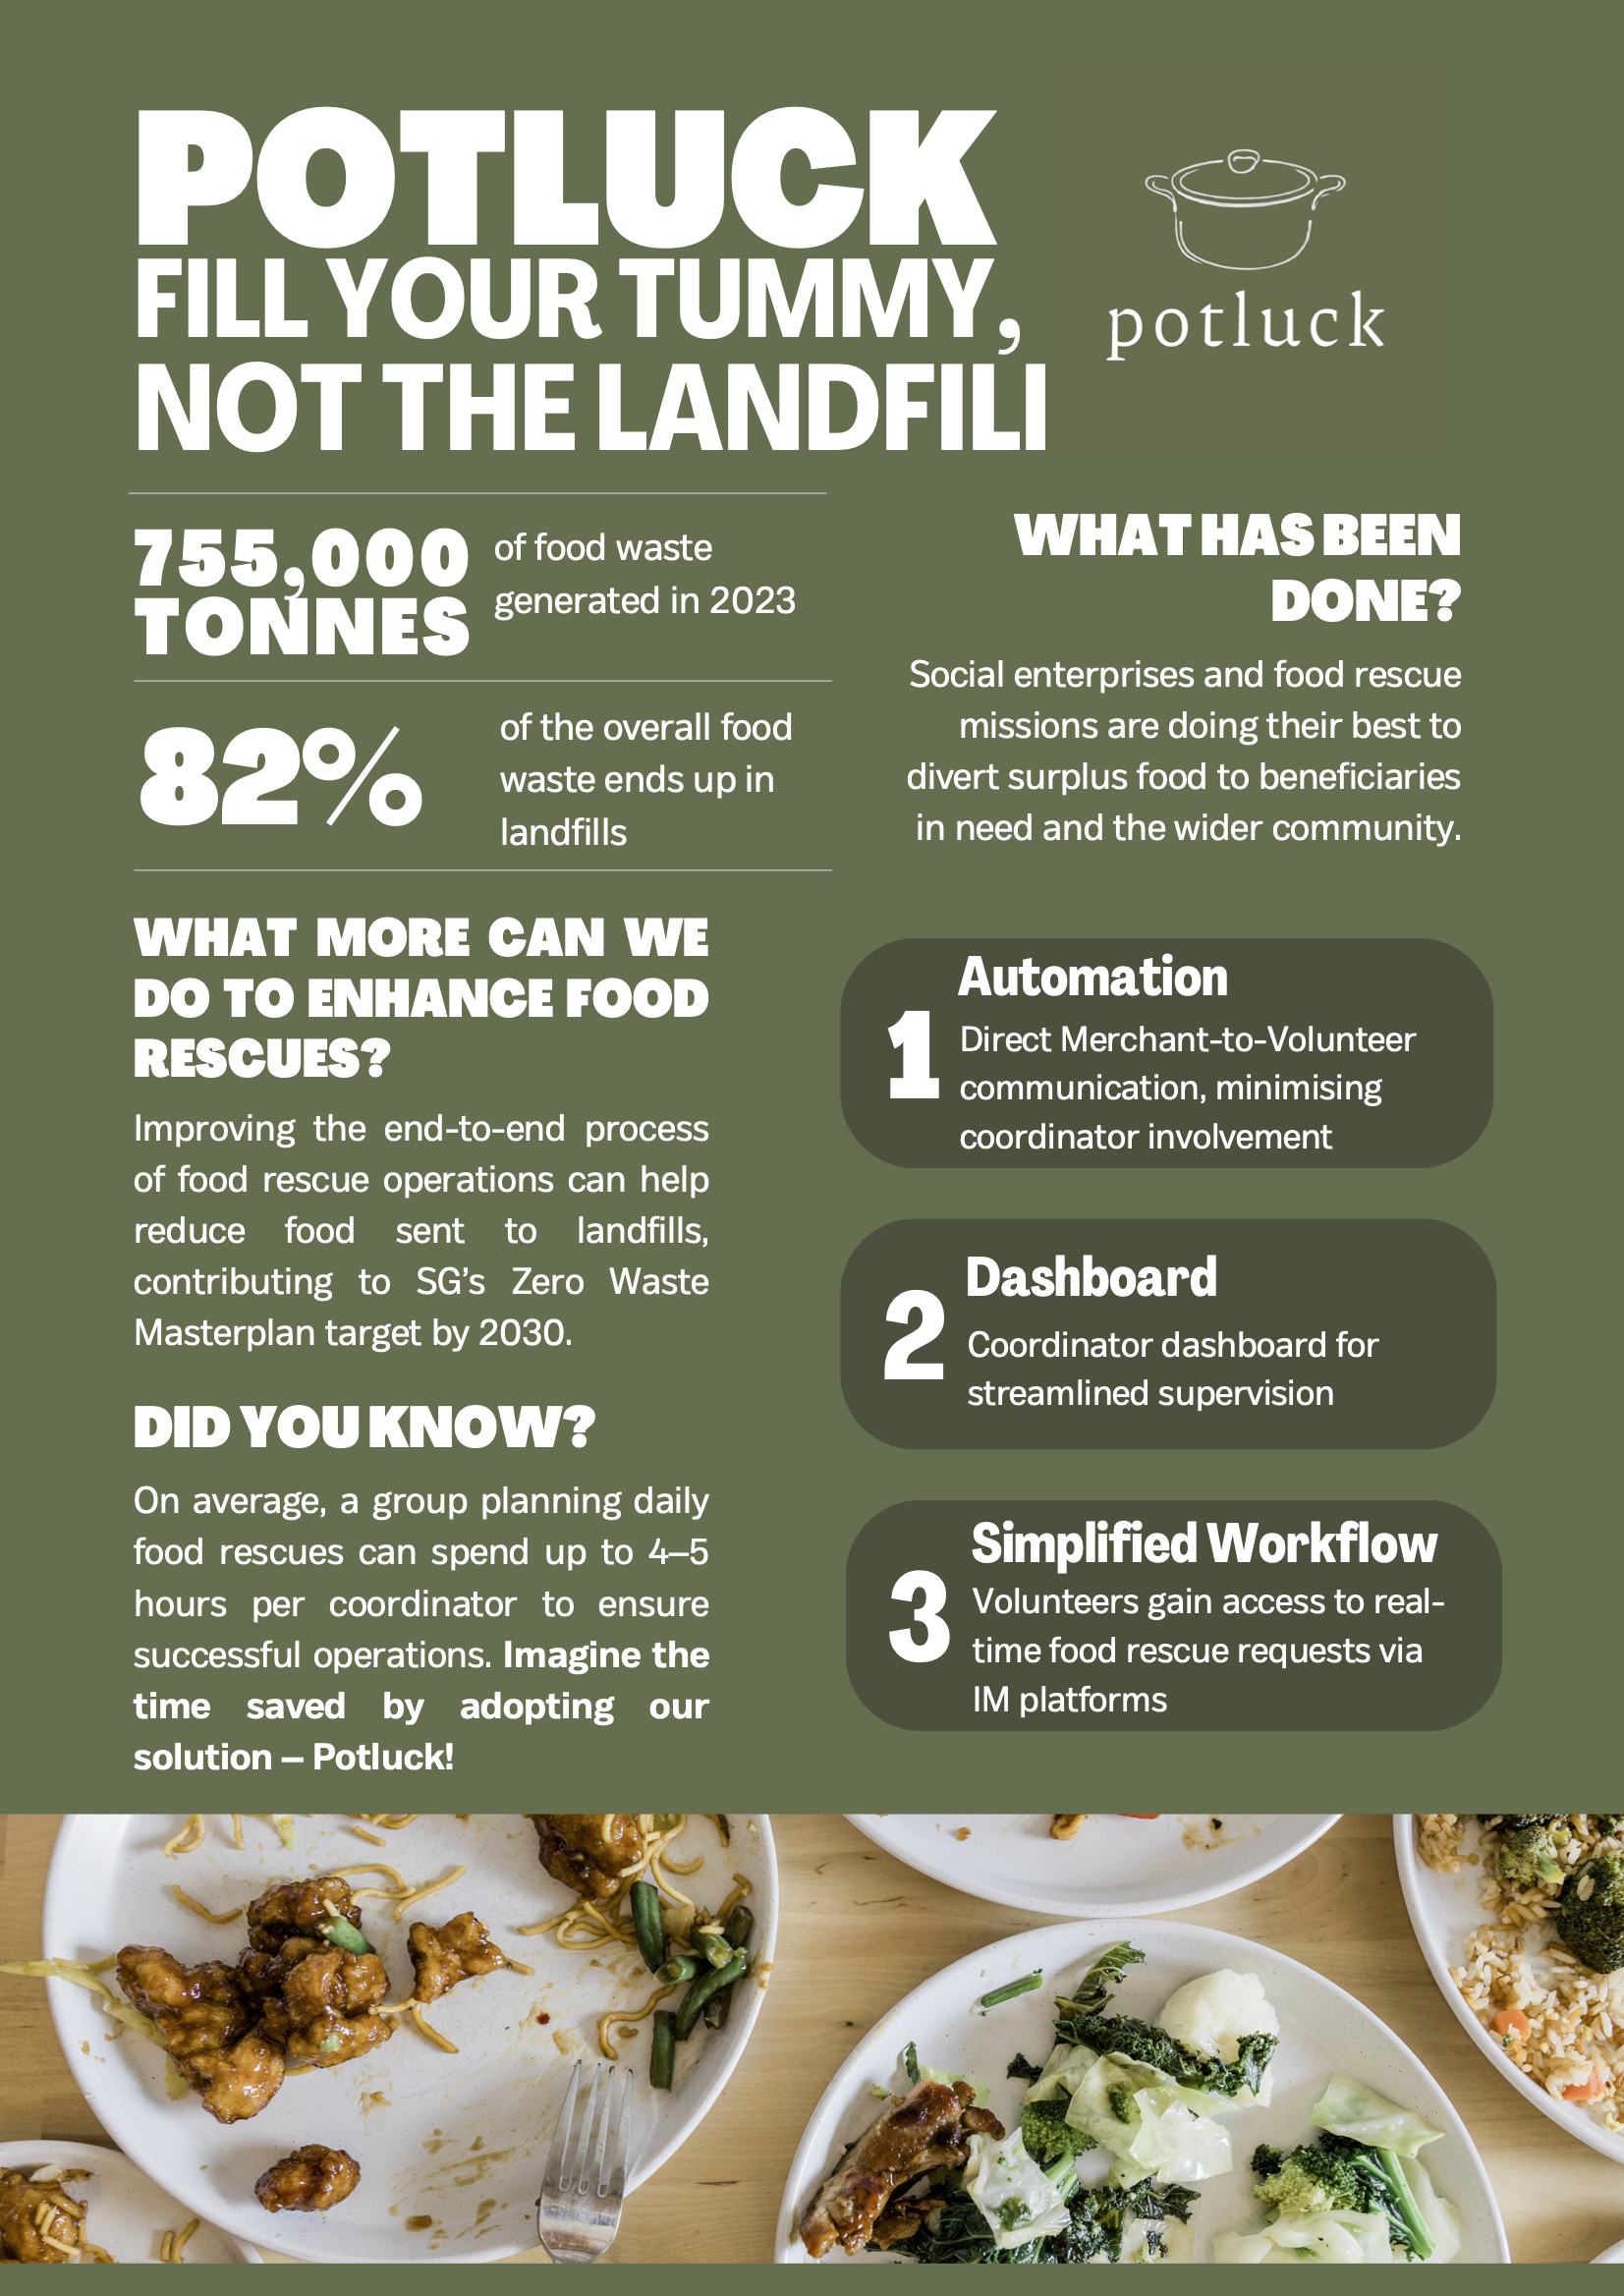 POTLUCK
FILL YOUR TUMMY,
NOT THE LANDFILI
potluck
755,000
TONNES
of food waste
generated in 2023
82%
of the overall food
waste ends up in
landfills
WHAT HAS BEEN
DONE?
Social enterprises and food rescue
missions are doing their best to
divert surplus food to beneficiaries
in need and the wider community.
WHAT MORE CAN WE
DO TO ENHANCE FOOD
RESCUES?
Improving the end-to-end process
of food rescue operations can help
reduce food sent to landfills,
contributing to SG's Zero Waste
Masterplan target by 2030.
DID YOU KNOW?
On average, a group planning daily
food rescues can spend up to 4–5
hours per coordinator to ensure
successful operations. Imagine the
time saved by adopting our
solution – Potluck!
1
Automation
Direct Merchant-to-Volunteer
communication, minimising
coordinator involvement
2
Dashboard
Coordinator dashboard for
streamlined supervision
3
Simplified Workflow
Volunteers gain access to real-
time food rescue requests via
IM platforms